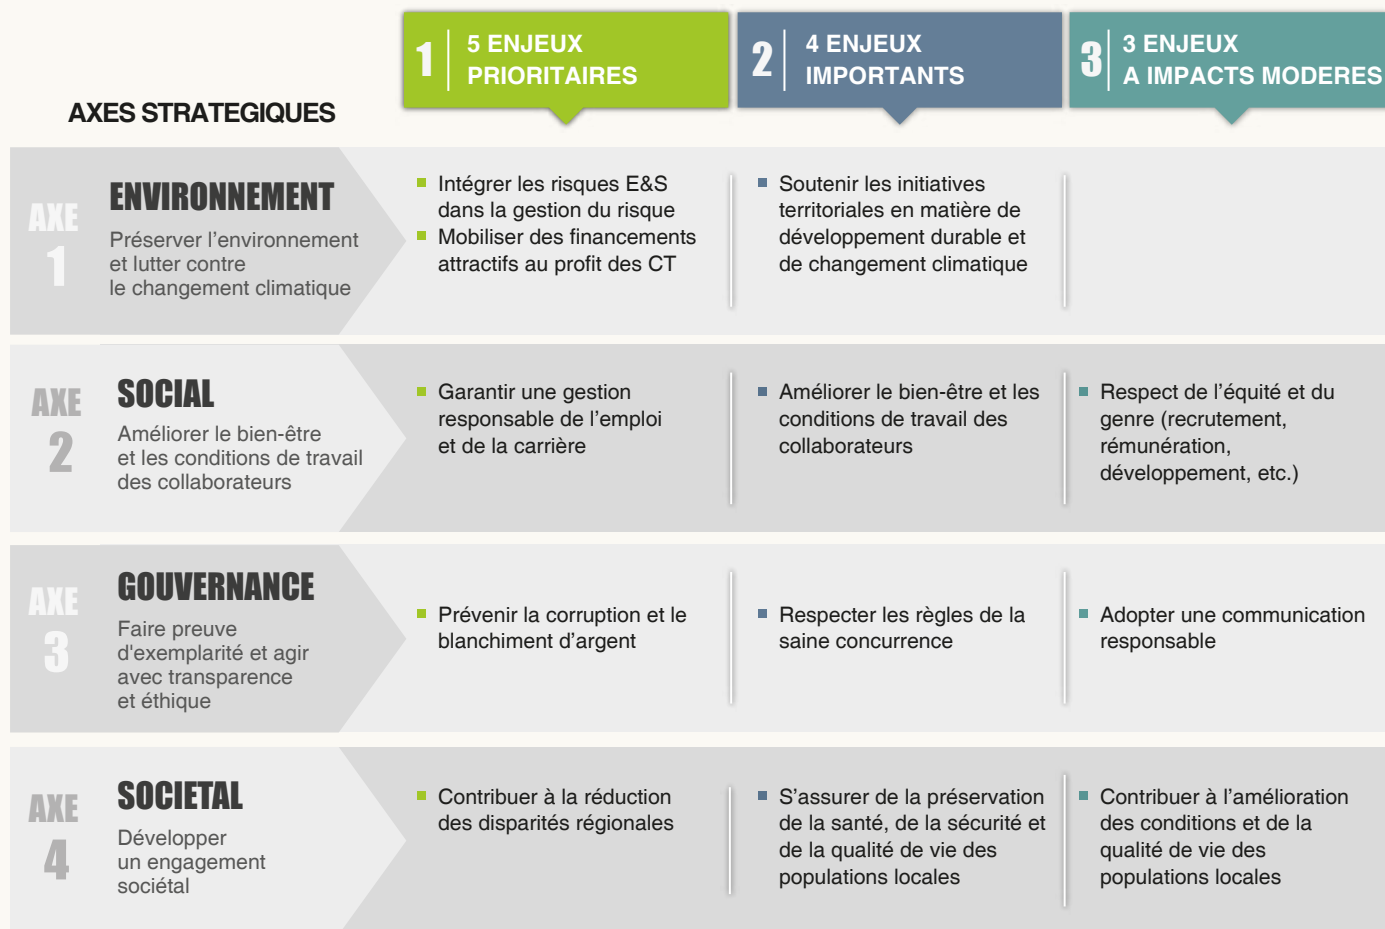 1
5 ENJEUX
PRIORITAIRES
2
4 ENJEUX
IMPORTANTS
3
3 ENJEUX
A IMPACTS MODERES
AXES STRATEGIQUES
AXE
1
ENVIRONNEMENT
Préserver l’environnement
et lutter contre
le changement climatique
Intégrer les risques E&S
dans la gestion du risque
Mobiliser des financements
attractifs au profit des CT
Soutenir les initiatives
territoriales en matière de
développement durable et
de changement climatique
AXE
2
SOCIAL
Améliorer le bien-être
et les conditions de travail
des collaborateurs
Garantir une gestion
responsable de l’emploi
et de la carrière
Améliorer le bien-être et les
conditions de travail des
collaborateurs
Respect de l’équité et du
genre (recrutement,
rémunération,
développement, etc.)
AXE
3
GOUVERNANCE
Faire preuve
d'exemplarité et agir
avec transparence
et éthique
Prévenir la corruption et le
blanchiment d’argent
Respecter les règles de la
saine concurrence
Adopter une communication
responsable
AXE
4
SOCIETAL
Développer
un engagement
sociétal
Contribuer à la réduction
des disparités régionales
S’assurer de la préservation
de la santé, de la sécurité et
de la qualité de vie des
populations locales
Contribuer à l’amélioration
des conditions et de la
qualité de vie des
populations locales